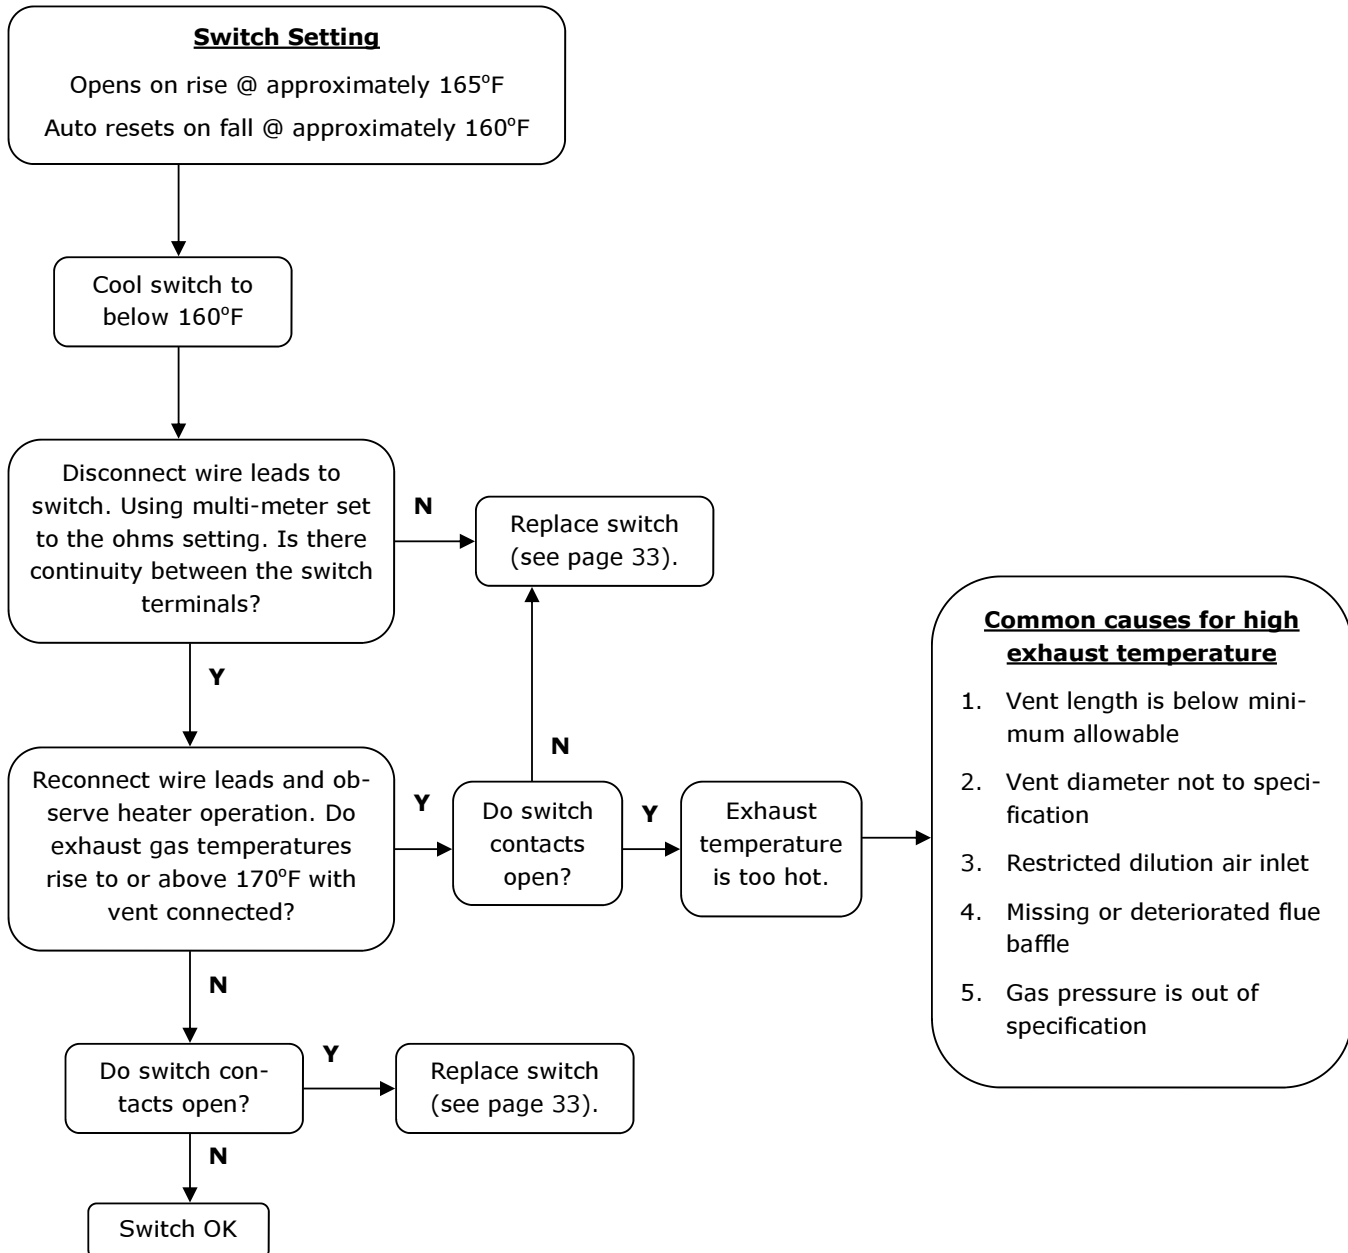 Switch Setting
Opens on rise @ approximately 165°F
Auto resets on fall @ approximately 160°F
Cool switch to
below 160°F
Disconnect wire leads to
switch. Using multi-meter set
to the ohms setting. Is there
continuity between the switch
terminals?
N
Replace switch
(see page 33).
Y
Reconnect wire leads and ob-
serve heater operation. Do
exhaust gas temperatures
rise to or above 170°F with
vent connected?
Y
Do switch
contacts
open?
N
Y
Exhaust
temperature
is too hot.
Common causes for high
exhaust temperature
1. Vent length is below mini-
mum allowable
2. Vent diameter not to speci-
fication
3. Restricted dilution air inlet
4. Missing or deteriorated flue
baffle
5. Gas pressure is out of
specification
N
Do switch con-
tacts open?
Y
Replace switch
(see page 33).
N
Switch OK